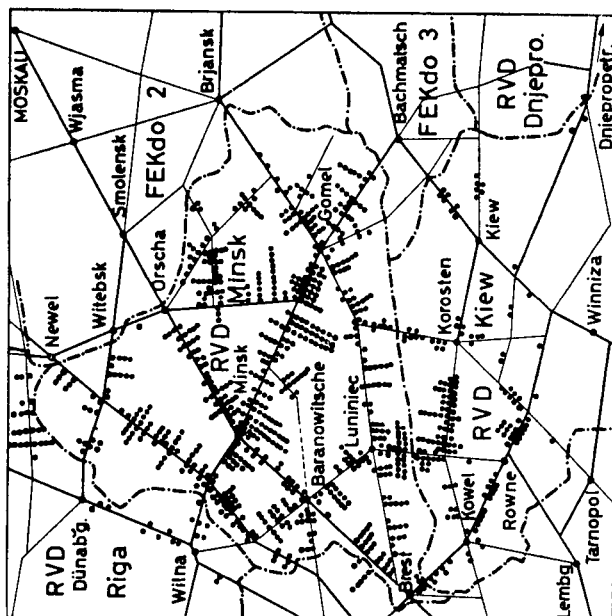 MOSKAU
Wjasma
Smolensk
FEKdo 2
Brjansk
Bachmatsch
FEKdo 3
RVD
Dnjepro.
Dnjepropetr.
Newel
Witebsk
Orscha
RVD
Minsk
Minsk
Gomel
Korosten
Kiew
Kiew
RVD
Winniza
Baranowitsche
Luniniec
RVD
Dünab'g.
Riga
Wilna
Brest
Kowel
Rowne
Lembg.
Tarnopol